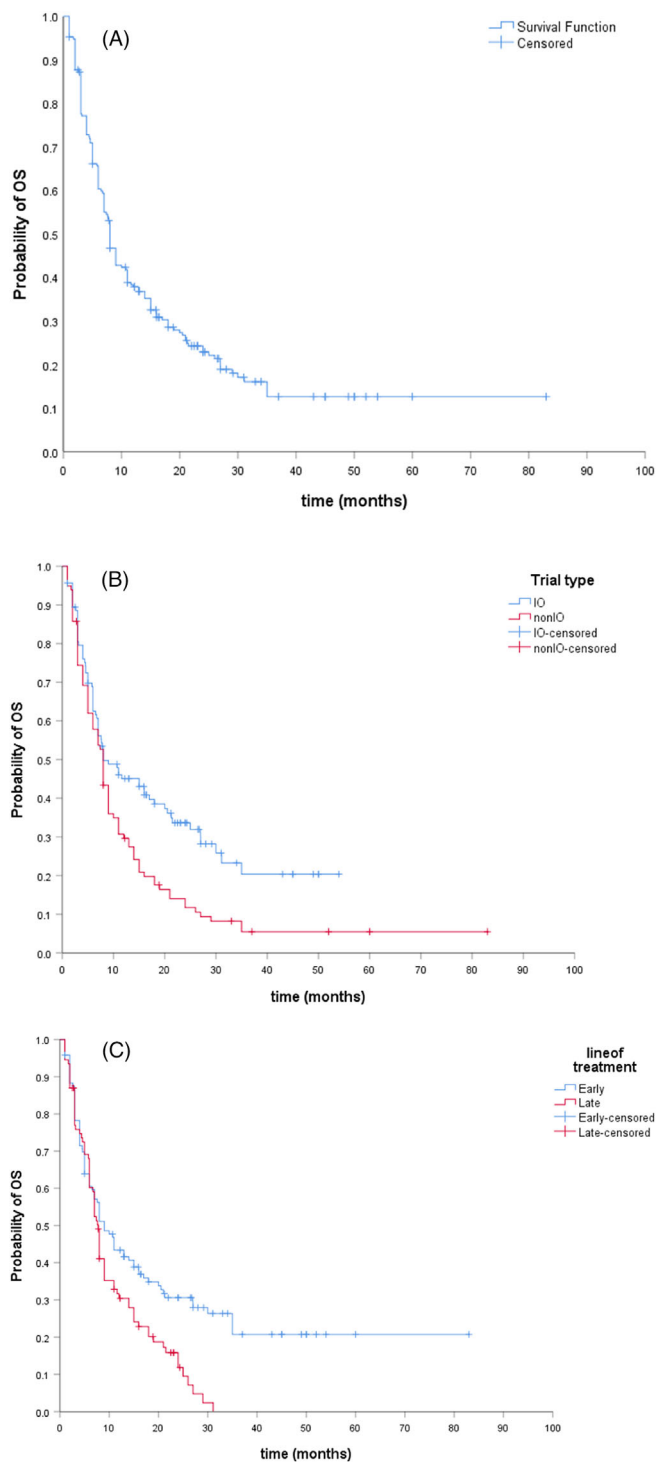 (A)
Survival Function
Censored
1.0
0.9
0.8
0.7
0.6
0.5
0.4
0.3
0.2
0.1
0.0
Probability of OS
0 10 20 30 40 50 60 70 80 90 100
time (months)
(B)
Trial type
IO
nonIO
IO-censored
nonIO-censored
1.0
0.9
0.8
0.7
0.6
0.5
0.4
0.3
0.2
0.1
0.0
Probability of OS
0 10 20 30 40 50 60 70 80 90 100
time (months)
(C)
lineof
treatment
Early
Late
Early-censored
Late-censored
1.0
0.9
0.8
0.7
0.6
0.5
0.4
0.3
0.2
0.1
0.0
Probability of OS
0 10 20 30 40 50 60 70 80 90 100
time (months)